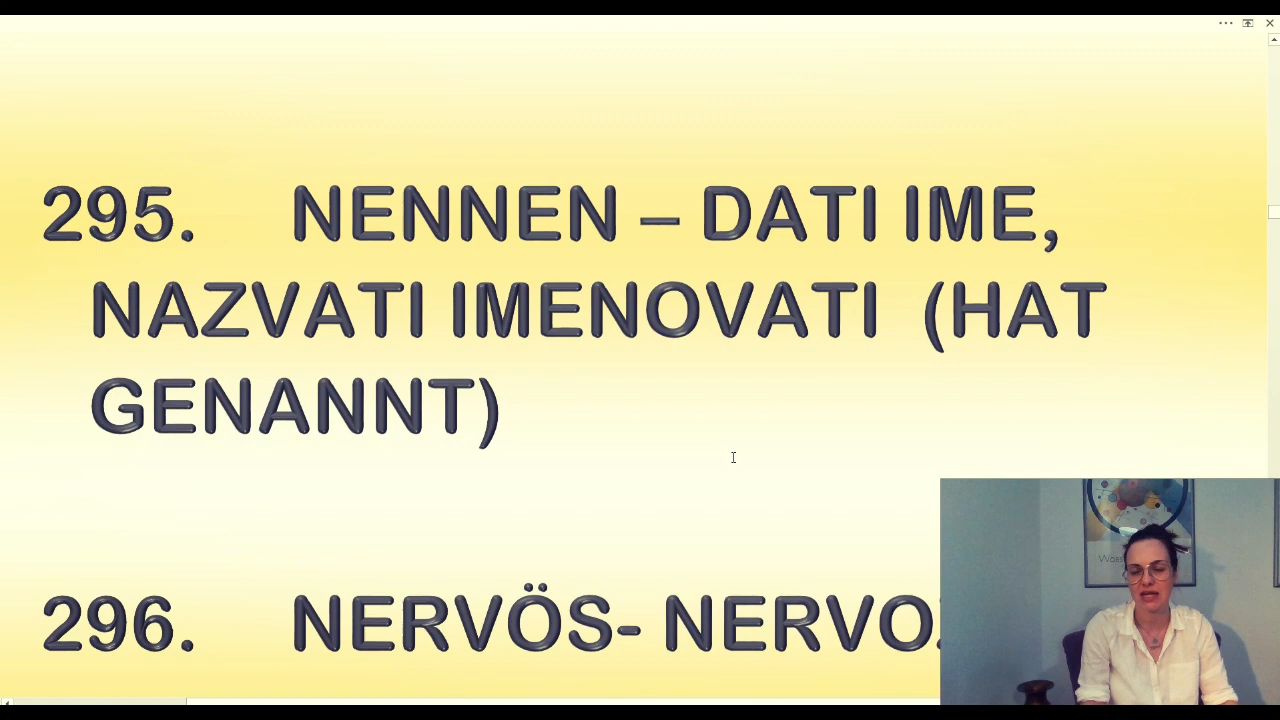 295. NENNEN – DATI IME,
NAZVATI IMENOVATI (HAT
GENANNT)
296. NERVÖS- NERVO